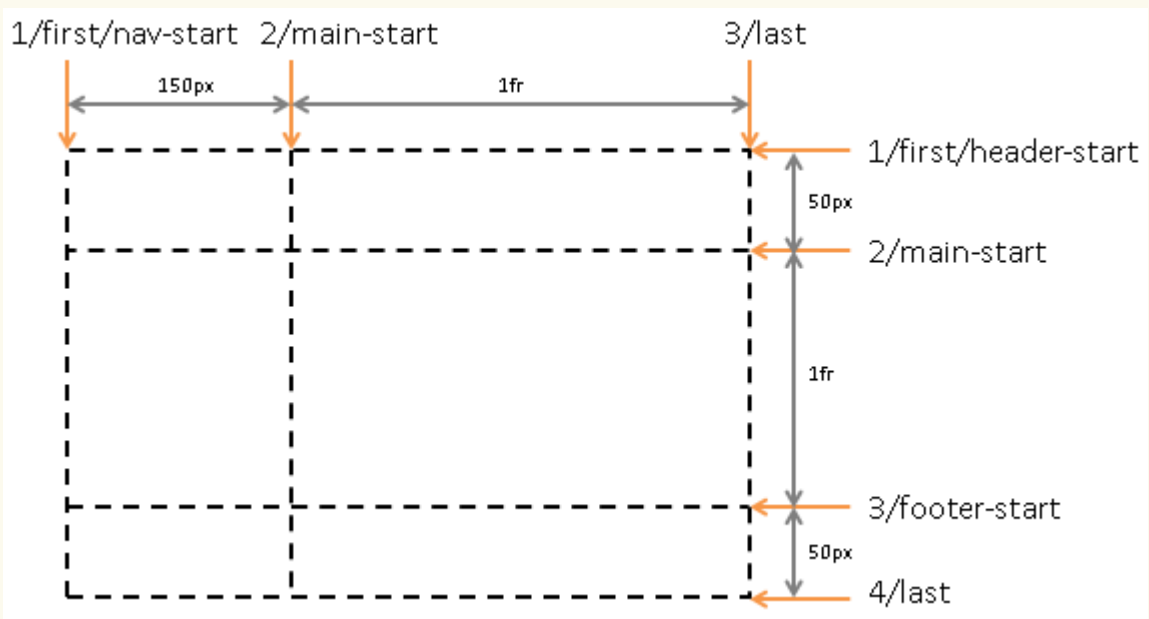 1/first/nav-start 2/main-start 3/last
150px 1fr
1/first/header-start
50px
2/main-start
1fr
3/footer-start
50px
4/last